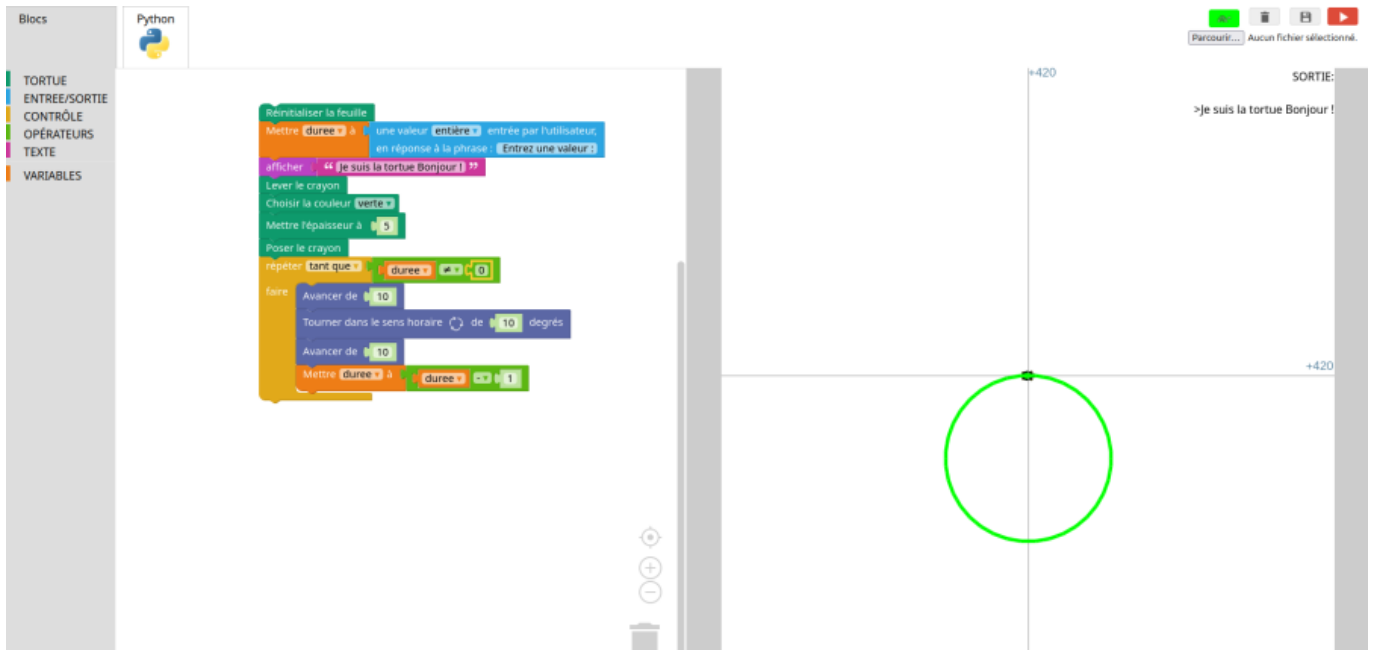 Blocs
Python
Parcourir... Aucun fichier sélectionné.
TORTUE
ENTREE/SORTIE
CONTRÔLE
OPÉRATEURS
TEXTE
VARIABLES
Réinitialiser la feuille
Mettre duree à une valeur entière entrée par l'utilisateur,
en réponse à la phrase : Entrez une valeur :
afficher “ Je suis la tortue Bonjour ! ”
Lever le crayon
Choisir la couleur verte
Mettre l'épaisseur à 5
Poser le crayon
répéter tant que duree ≠ 0
faire Avancer de 10
Tourner dans le sens horaire de 10 degrés
Avancer de 10
Mettre duree à duree - 1
+420
SORTIE:
>Je suis la tortue Bonjour !
+420